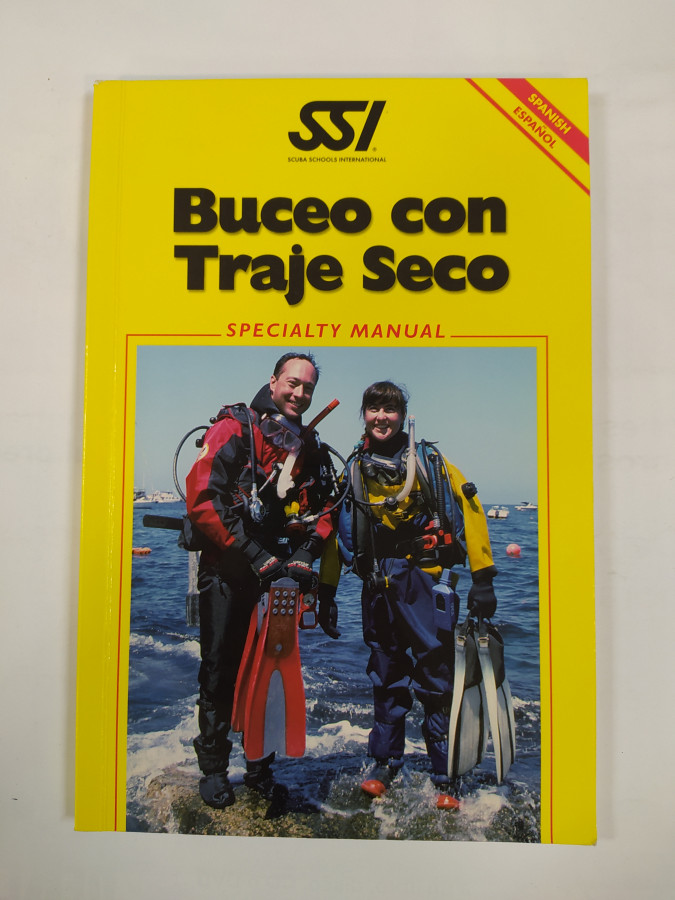 SSI®
SCUBA SCHOOLS INTERNATIONAL
SPANISH
ESPAÑOL
Buceo con
Traje Seco
SPECIALTY MANUAL